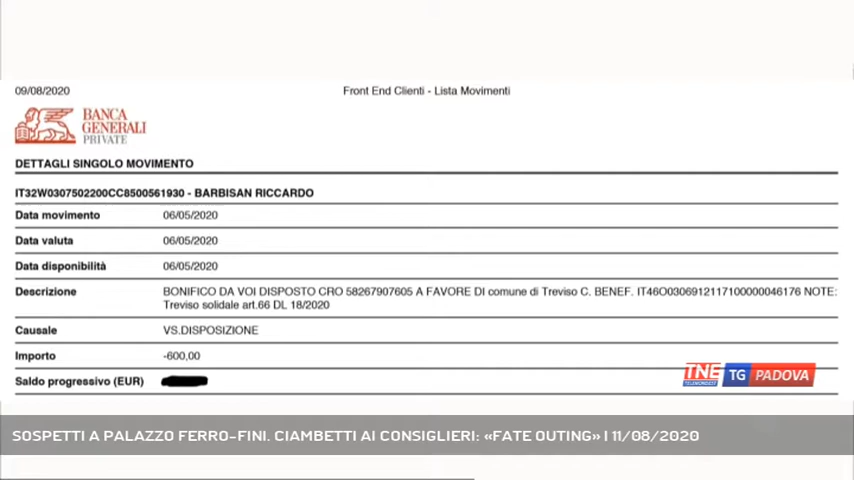 09/08/2020
Front End Clienti - Lista Movimenti
BANCA
GENERALI
PRIVATE
DETTAGLI SINGOLO MOVIMENTO
IT32W0307502200CC8500561930 - BARBISAN RICCARDO
Data movimento 06/05/2020
Data valuta 06/05/2020
Data disponibilità 06/05/2020
Descrizione BONIFICO DA VOI DISPOSTO CRO 58267907605 A FAVORE DI comune di Treviso C. BENEF. IT46O0306912117100000046176 NOTE:
Treviso solidale art.66 DL 18/2020
Causale VS.DISPOSIZIONE
Importo -600,00
Saldo progressivo (EUR)
TNE TG PADOVA
TELENORDEST
SOSPETTI A PALAZZO FERRO-FINI. CIAMBETTI AI CONSIGLIERI: «FATE OUTING» | 11/08/2020